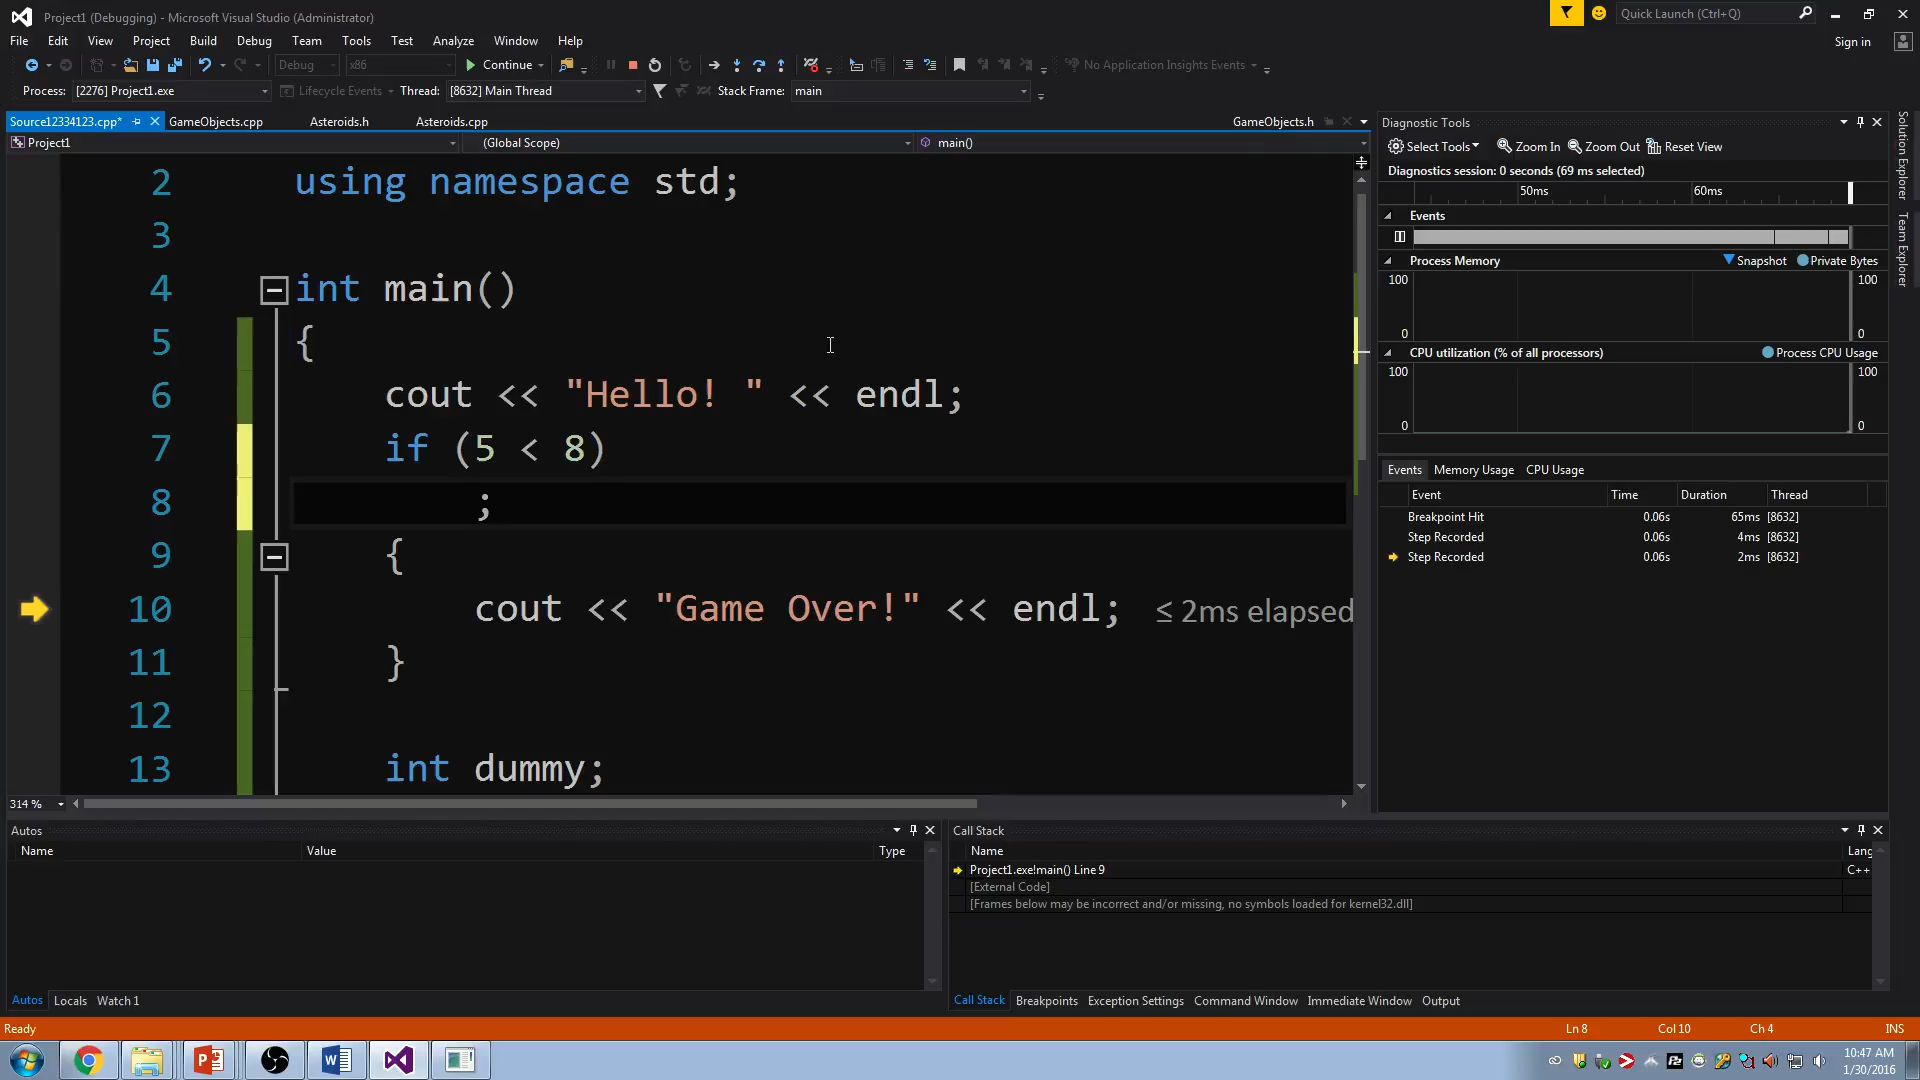 Project1 (Debugging) - Microsoft Visual Studio (Administrator)
Quick Launch (Ctrl+Q)
File Edit View Project Build Debug Team Tools Test Analyze Window Help
Sign in
Debug x86 Continue No Application Insights Events
Process: [2276] Project1.exe Lifecycle Events Thread: [8632] Main Thread Stack Frame: main
Source12334123.cpp* GameObjects.cpp Asteroids.h Asteroids.cpp GameObjects.h
Project1 (Global Scope) main()
2 using namespace std;
3
4 int main()
5 {
6 cout << "Hello! " << endl;
7 if (5 < 8)
8 ;
9 {
10 cout << "Game Over!" << endl; ≤ 2ms elapsed
11 }
12
13 int dummy;
314 %
Diagnostic Tools
Select Tools Zoom In Zoom Out Reset View
Diagnostics session: 0 seconds (69 ms selected)
50ms 60ms
Events
Process Memory Snapshot Private Bytes
100 100
0 0
CPU utilization (% of all processors) Process CPU Usage
100 100
0 0
Events Memory Usage CPU Usage
Event Time Duration Thread
Breakpoint Hit 0.06s 65ms [8632]
Step Recorded 0.06s 4ms [8632]
Step Recorded 0.06s 2ms [8632]
Solution Explorer
Team Explorer
Autos
Name Value Type
Autos Locals Watch 1
Call Stack
Name Lang
Project1.exe!main() Line 9 C++
[External Code]
[Frames below may be incorrect and/or missing, no symbols loaded for kernel32.dll]
Call Stack Breakpoints Exception Settings Command Window Immediate Window Output
Ready Ln 8 Col 10 Ch 4 INS
10:47 AM
1/30/2016